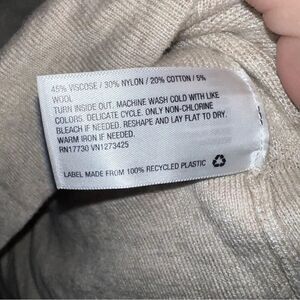 45% VISCOSE / 30% NYLON / 20% COTTON / 5%
WOOL
TURN INSIDE OUT. MACHINE WASH COLD WITH LIKE
COLORS. DELICATE CYCLE. ONLY NON-CHLORINE
BLEACH IF NEEDED. RESHAPE AND LAY FLAT TO DRY.
WARM IRON IF NEEDED.
RN17730 VN1273425
LABEL MADE FROM 100% RECYCLED PLASTIC